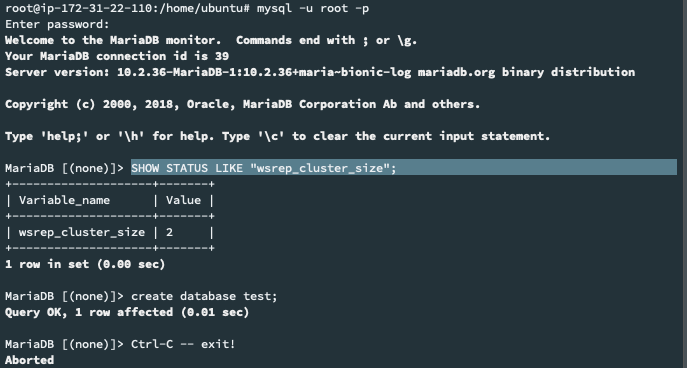 root@ip-172-31-22-110:/home/ubuntu# mysql -u root -p
Enter password:
Welcome to the MariaDB monitor.  Commands end with ; or \g.
Your MariaDB connection id is 39
Server version: 10.2.36-MariaDB-1:10.2.36+maria~bionic-log mariadb.org binary distribution
Copyright (c) 2000, 2018, Oracle, MariaDB Corporation Ab and others.
Type 'help;' or '\h' for help. Type '\c' to clear the current input statement.
MariaDB [(none)]> SHOW STATUS LIKE "wsrep_cluster_size";
+--------------------+-------+
| Variable_name      | Value |
+--------------------+-------+
| wsrep_cluster_size | 2     |
+--------------------+-------+
1 row in set (0.00 sec)
MariaDB [(none)]> create database test;
Query OK, 1 row affected (0.01 sec)
MariaDB [(none)]> Ctrl-C -- exit!
Aborted